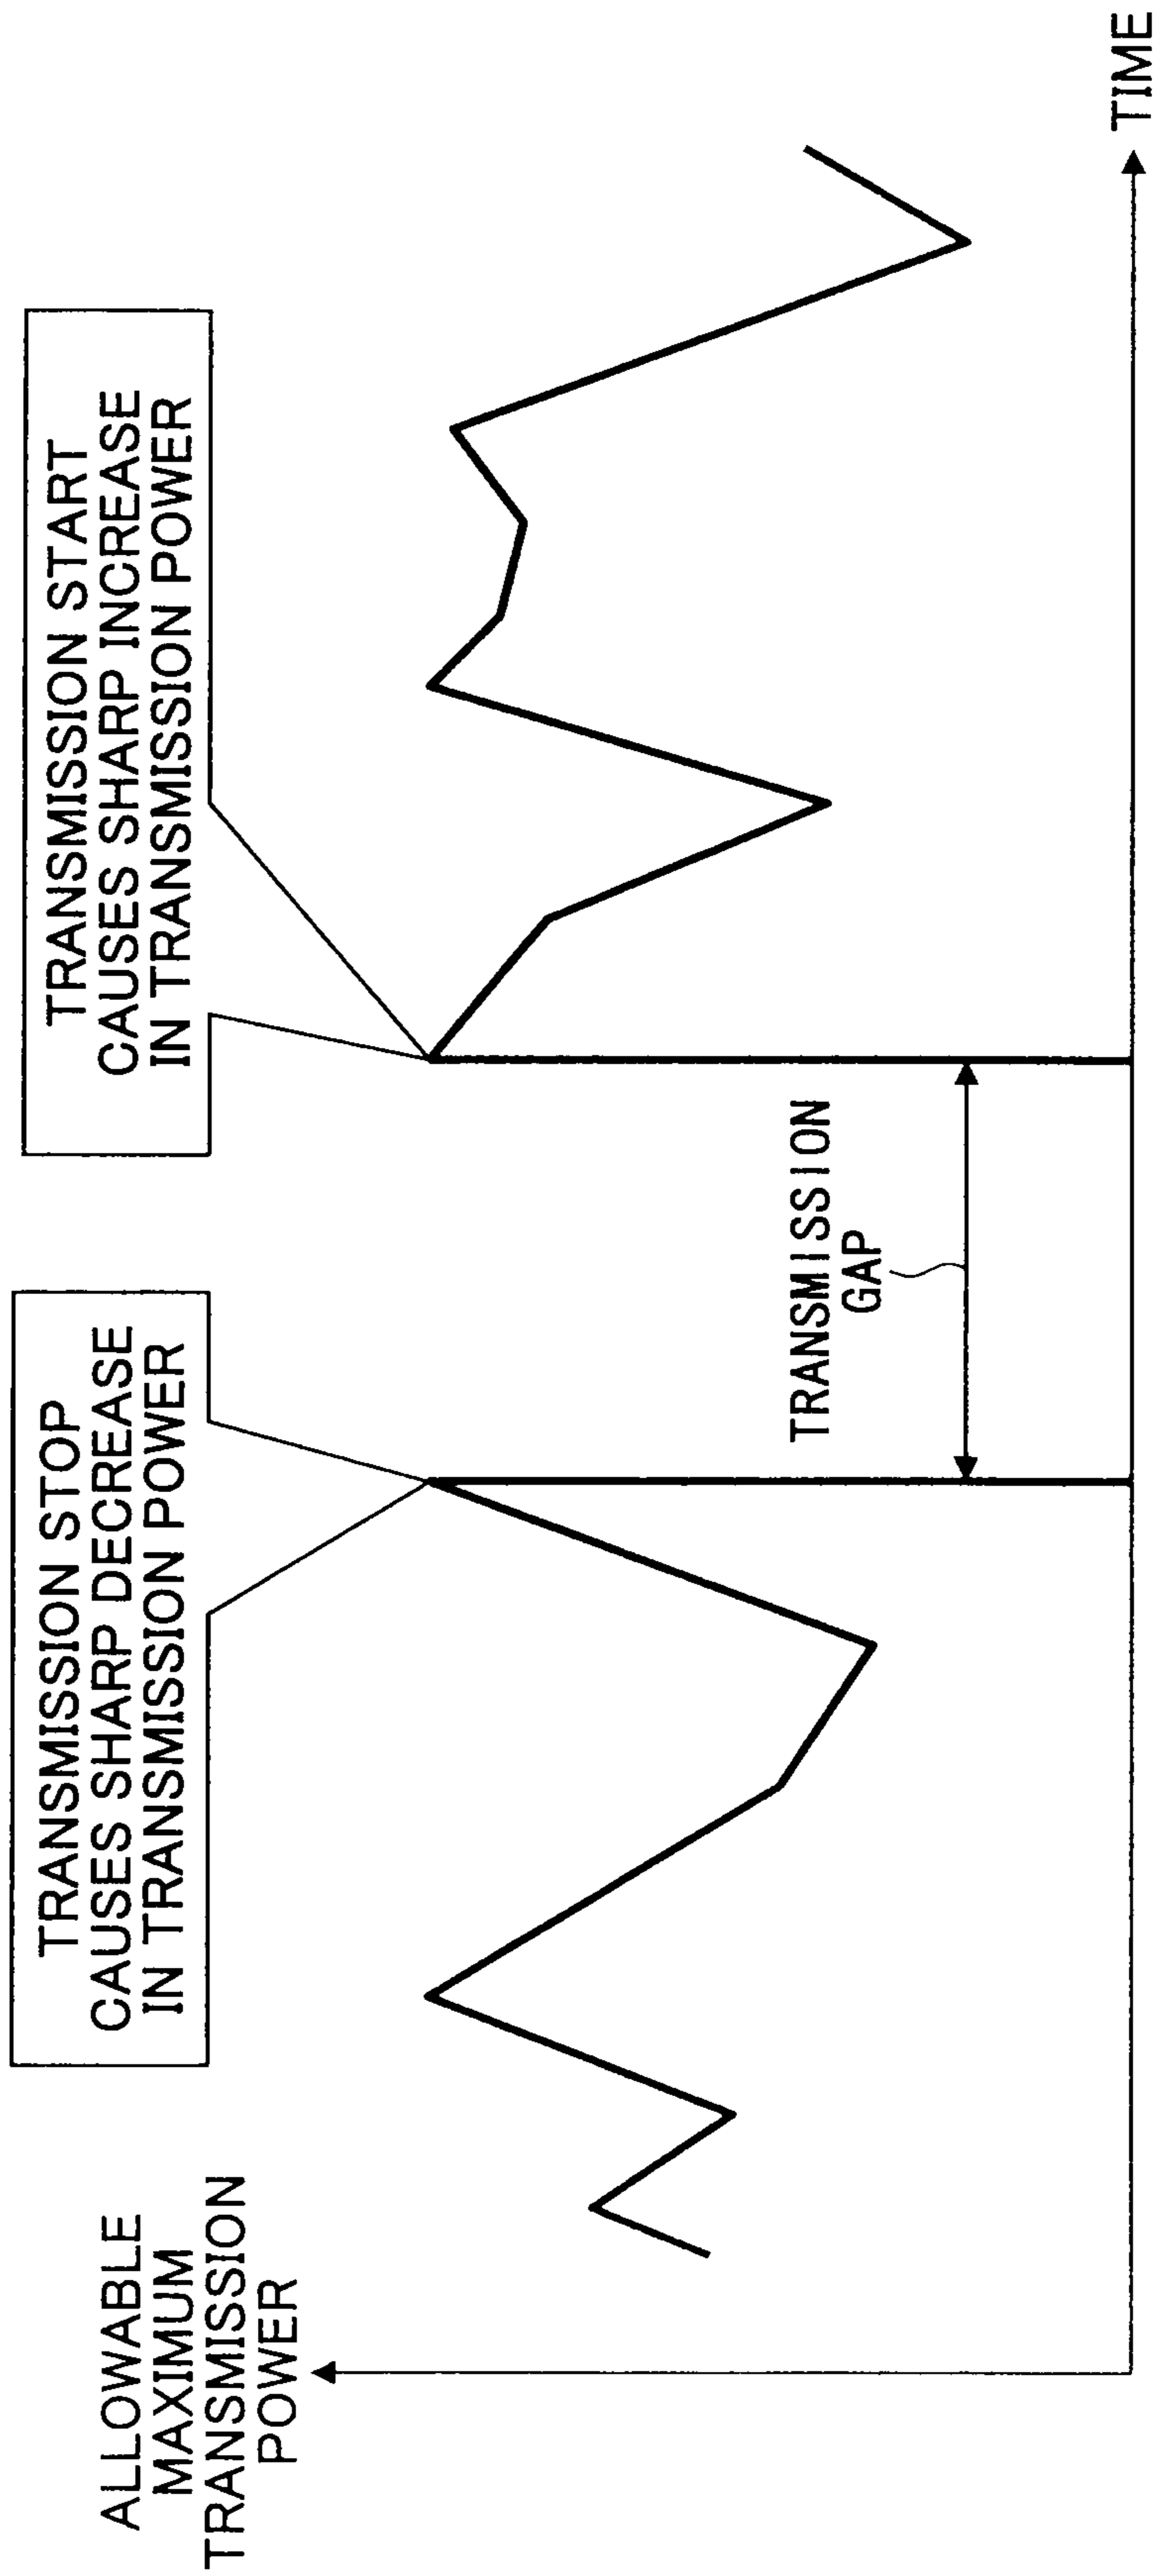 ALLOWABLE
MAXIMUM
TRANSMISSION
POWER
TRANSMISSION STOP
CAUSES SHARP DECREASE
IN TRANSMISSION POWER
TRANSMISSION START
CAUSES SHARP INCREASE
IN TRANSMISSION POWER
TRANSMISSION
GAP
TIME